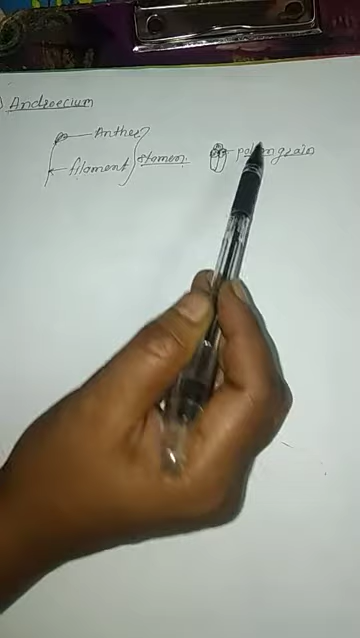 Androecium
Anther
filament
stamen.
pollengrain